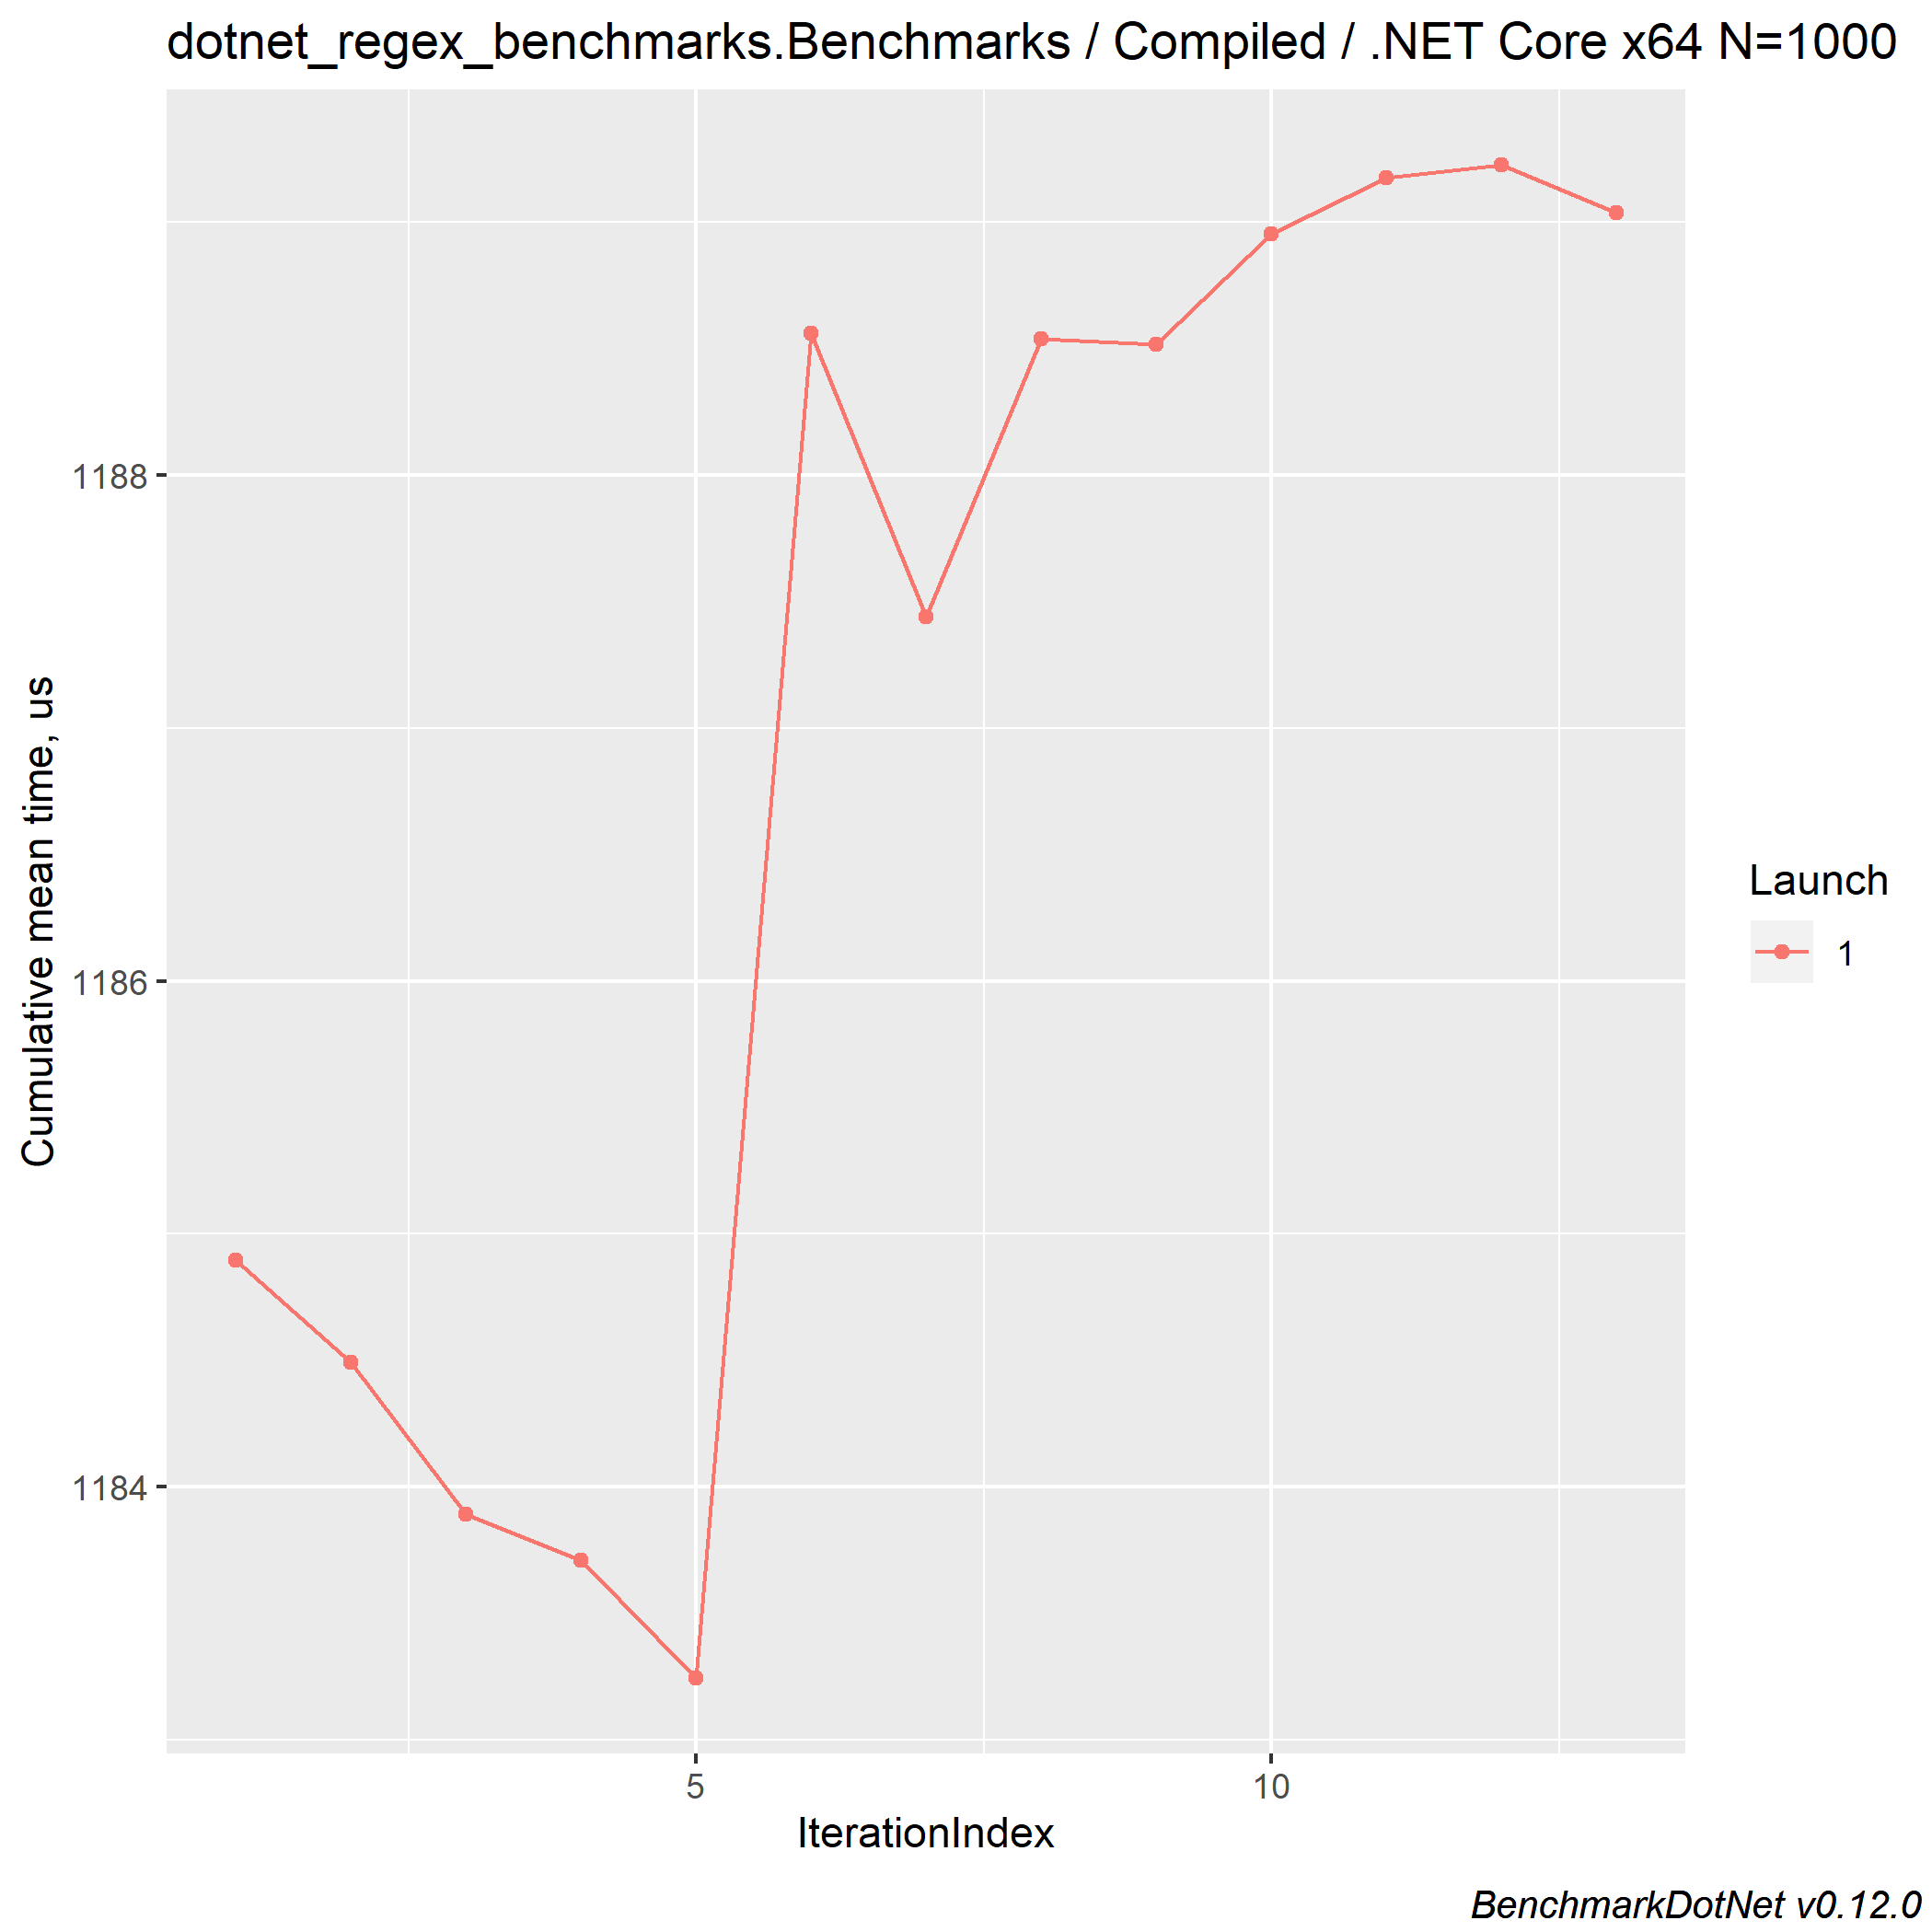 dotnet_regex_benchmarks.Benchmarks / Compiled / .NET Core x64 N=1000
Cumulative mean time, us
1188
1186
1184
5
10
IterationIndex
Launch
1
BenchmarkDotNet v0.12.0